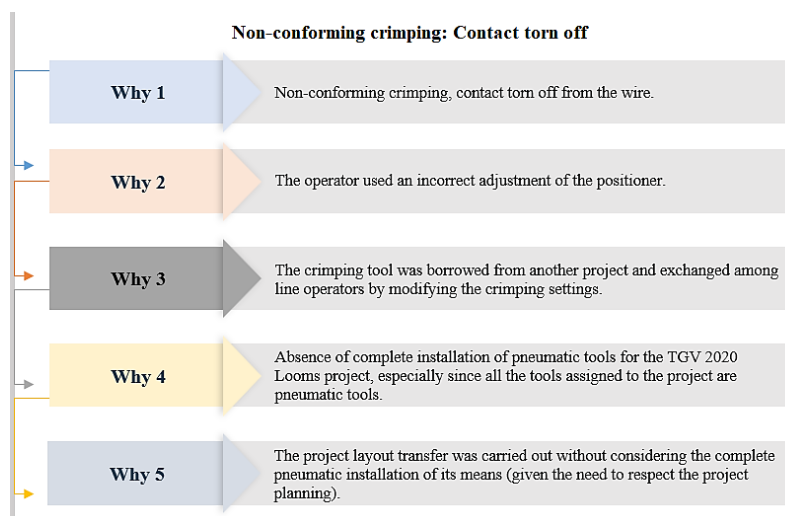 Non-conforming crimping: Contact torn off
Why 1
Non-conforming crimping, contact torn off from the wire.
Why 2
The operator used an incorrect adjustment of the positioner.
Why 3
The crimping tool was borrowed from another project and exchanged among
line operators by modifying the crimping settings.
Why 4
Absence of complete installation of pneumatic tools for the TGV 2020
Looms project, especially since all the tools assigned to the project are
pneumatic tools.
Why 5
The project layout transfer was carried out without considering the complete
pneumatic installation of its means (given the need to respect the project
planning).